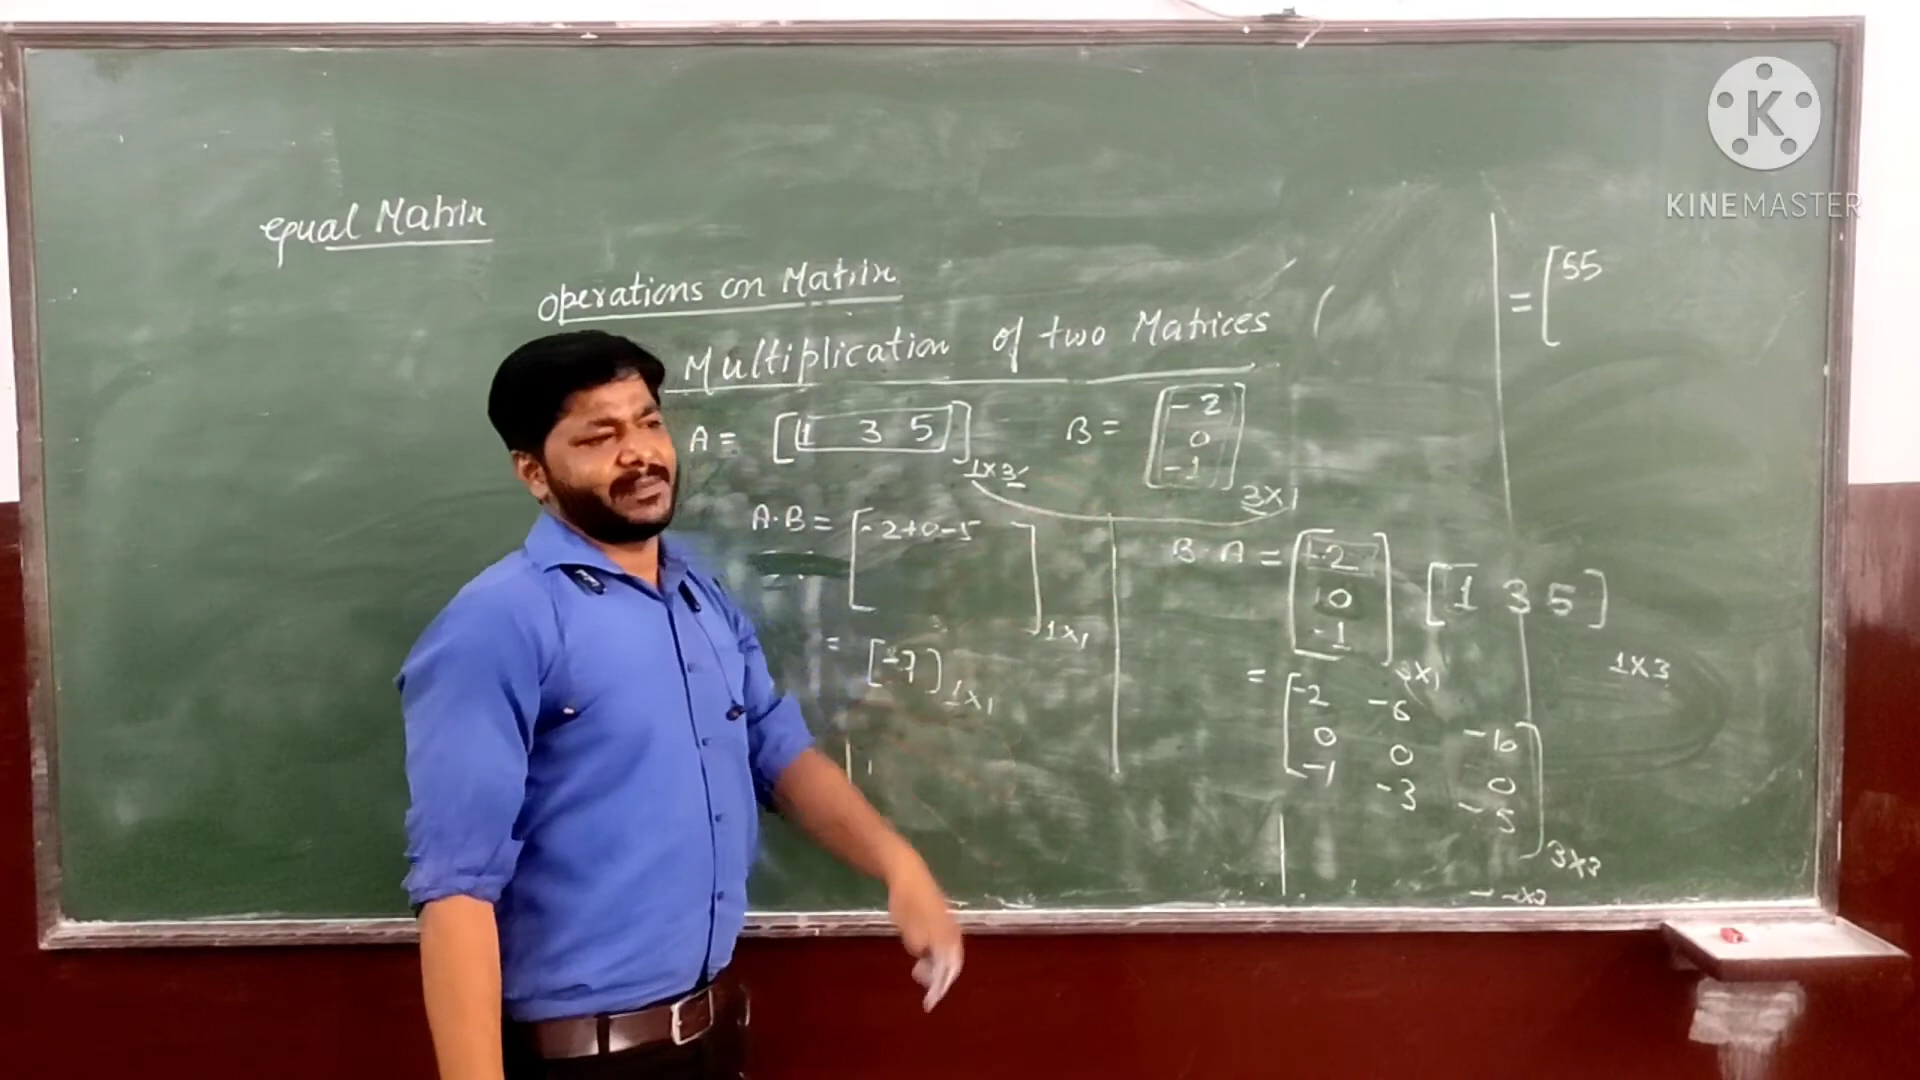 K
KINEMASTER
equal Matrix
operations on Matrix
Multiplication of two Matrices
= [55
A = [1 3 5] 1×3
B = [-2
0
-1] 3×1
A·B = [-2+0-5] 1×1
= [-7] 1×1
B·A = [-2
0
-1] [1 3 5]
×1 1×3
= [-2 -6 -10
0 0 0
-1 -3 -5] 3×3